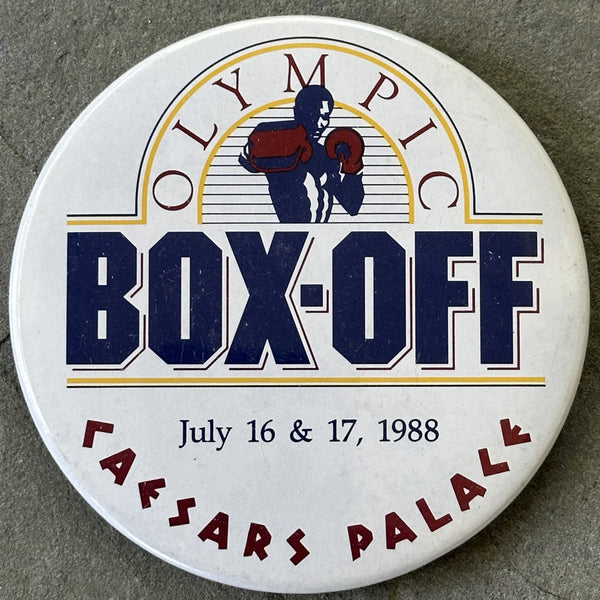 OLYMPIC
BOX-OFF
July 16 & 17, 1988
CAESARS PALACE